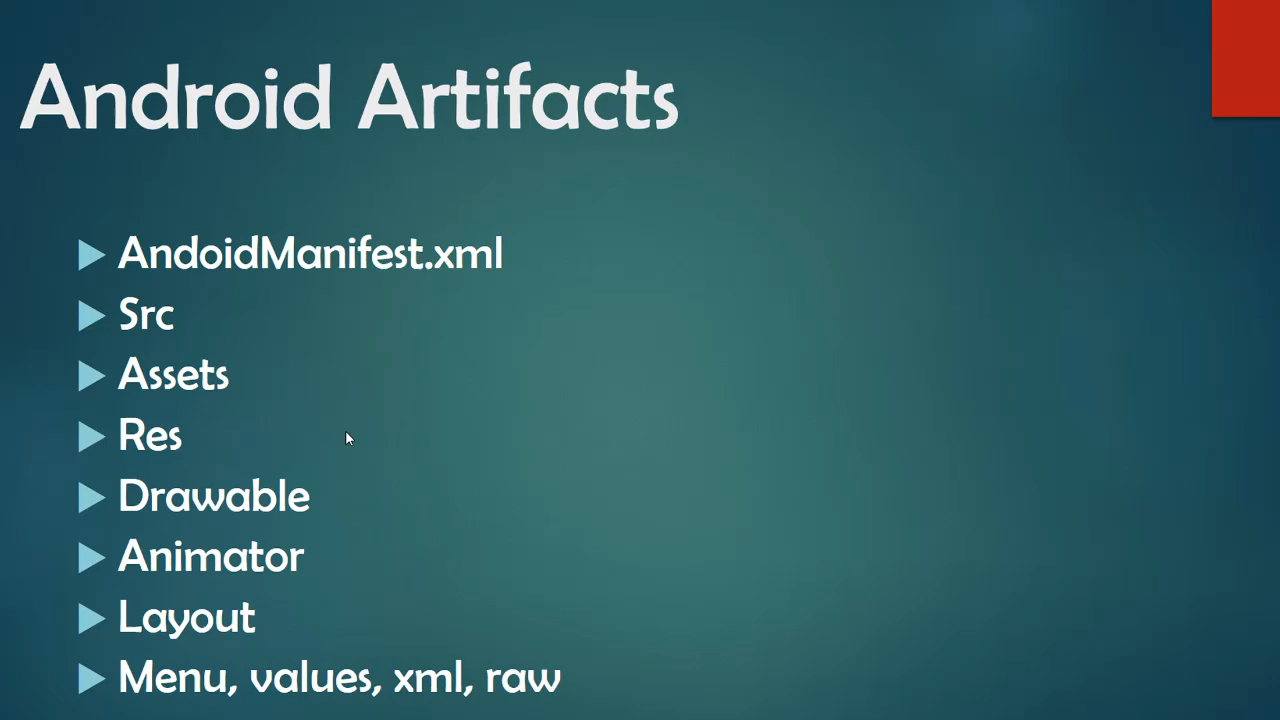 Android Artifacts
AndoidManifest.xml
Src
Assets
Res
Drawable
Animator
Layout
Menu, values, xml, raw